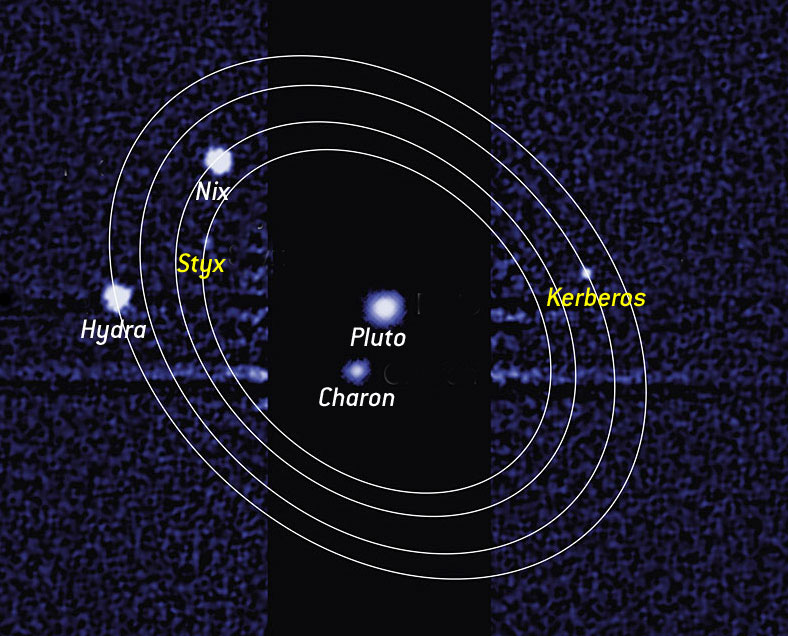 Nix
Styx
Kerberos
Hydra
Pluto
Charon